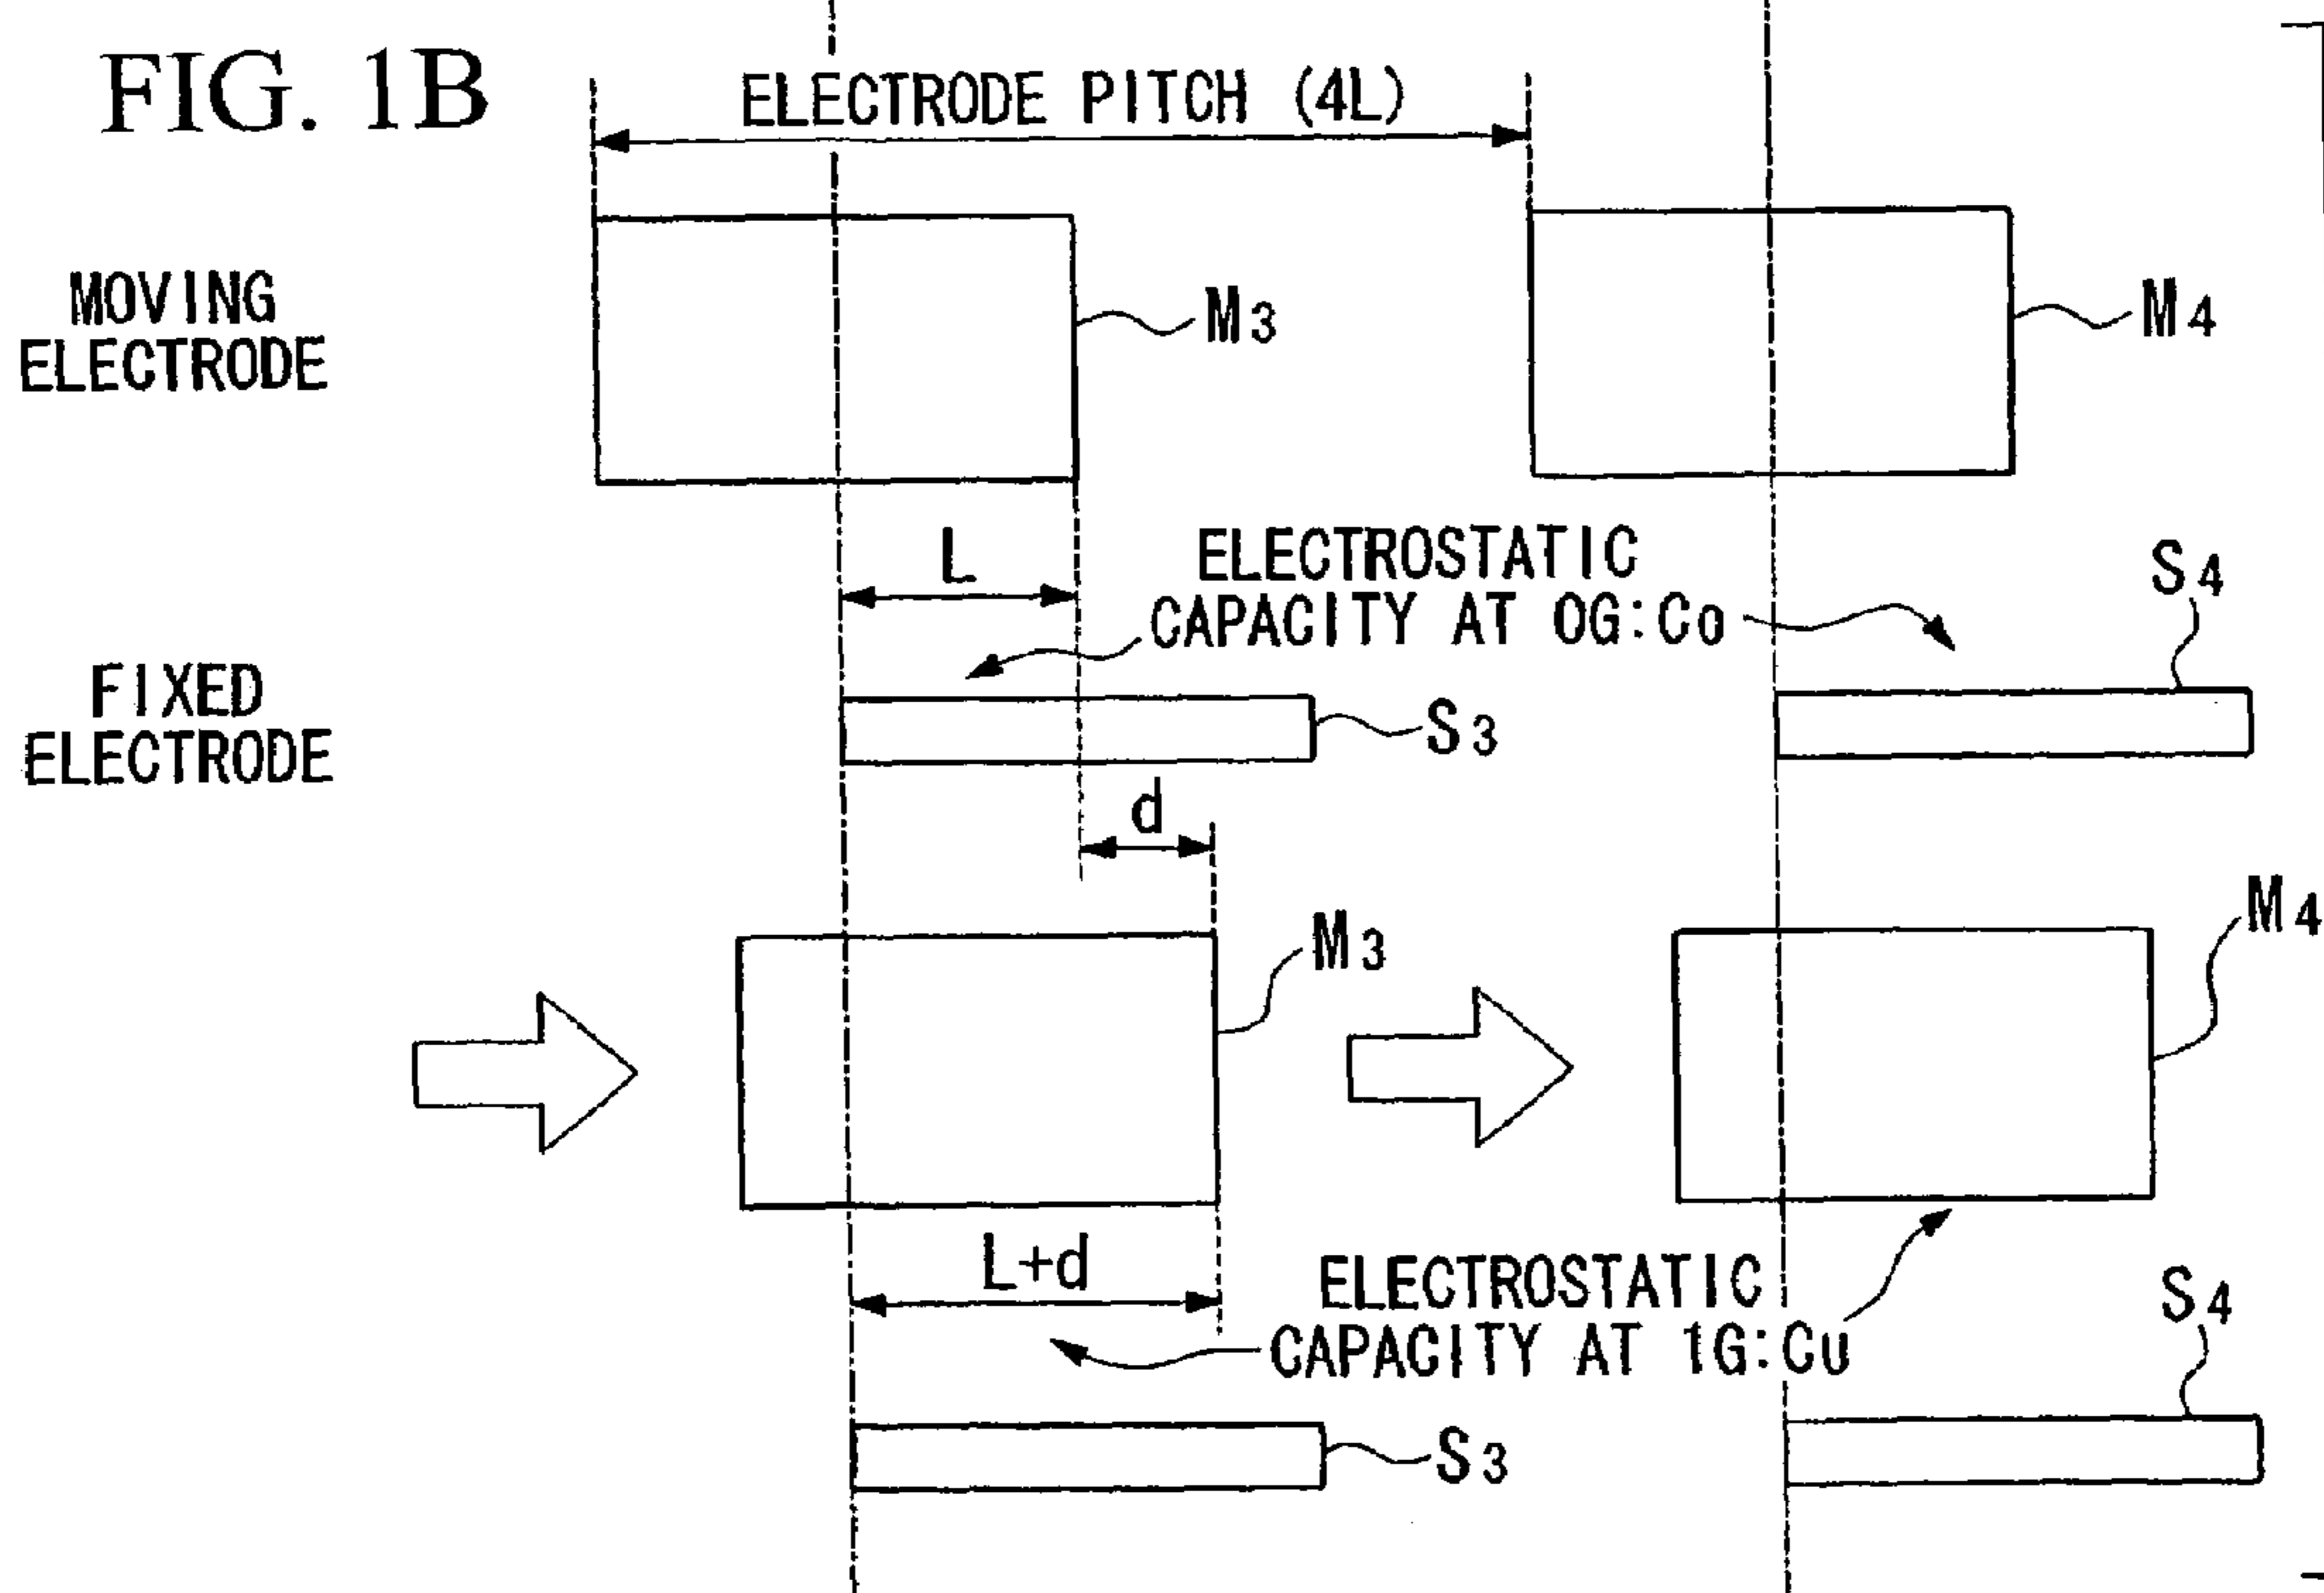 FIG. 1B
ELECTRODE PITCH (4L)
MOVING
ELECTRODE
M3
M4
L
ELECTROSTATIC
CAPACITY AT 0G:Co
S4
FIXED
ELECTRODE
S3
d
M3
M4
L+d
ELECTROSTATIC
CAPACITY AT 1G:Cu
S4
S3